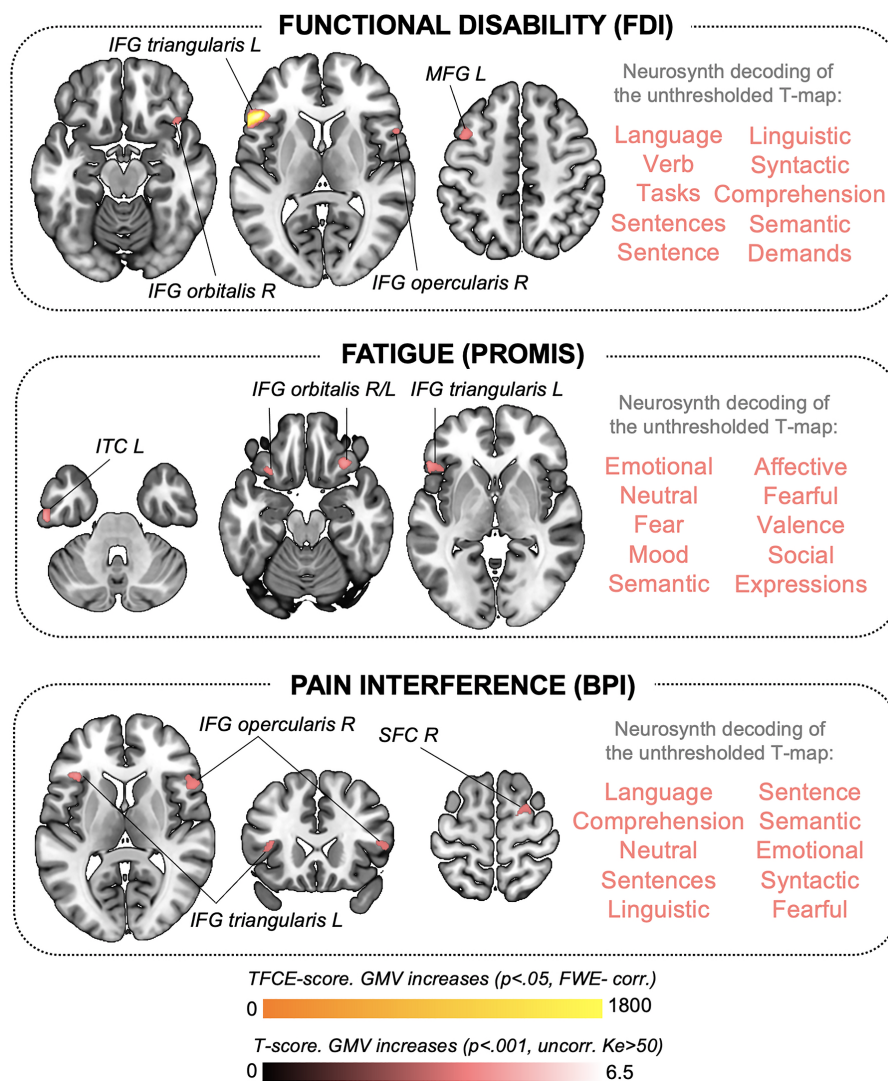 FUNCTIONAL DISABILITY (FDI)
IFG triangularis L
MFG L
IFG orbitalis R
IFG opercularis R
Neurosynth decoding of
the unthresholded T-map:
Language Linguistic
Verb Syntactic
Tasks Comprehension
Sentences Semantic
Sentence Demands
FATIGUE (PROMIS)
IFG orbitalis R/L
IFG triangularis L
ITC L
Neurosynth decoding of
the unthresholded T-map:
Emotional Affective
Neutral Fearful
Fear Valence
Mood Social
Semantic Expressions
PAIN INTERFERENCE (BPI)
IFG opercularis R
SFC R
IFG triangularis L
Neurosynth decoding of
the unthresholded T-map:
Language Sentence
Comprehension Semantic
Neutral Emotional
Sentences Syntactic
Linguistic Fearful
TFCE-score. GMV increases (p<.05, FWE- corr.)
0 1800
T-score. GMV increases (p<.001, uncorr. Ke>50)
0 6.5